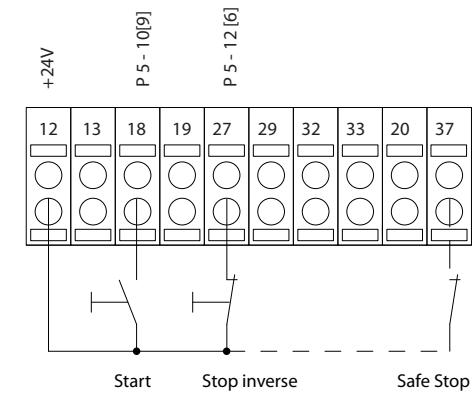 +24V
P 5 - 10[9]
P 5 - 12 [6]
12 13 18 19 27 29 32 33 20 37
Start Stop inverse Safe Stop